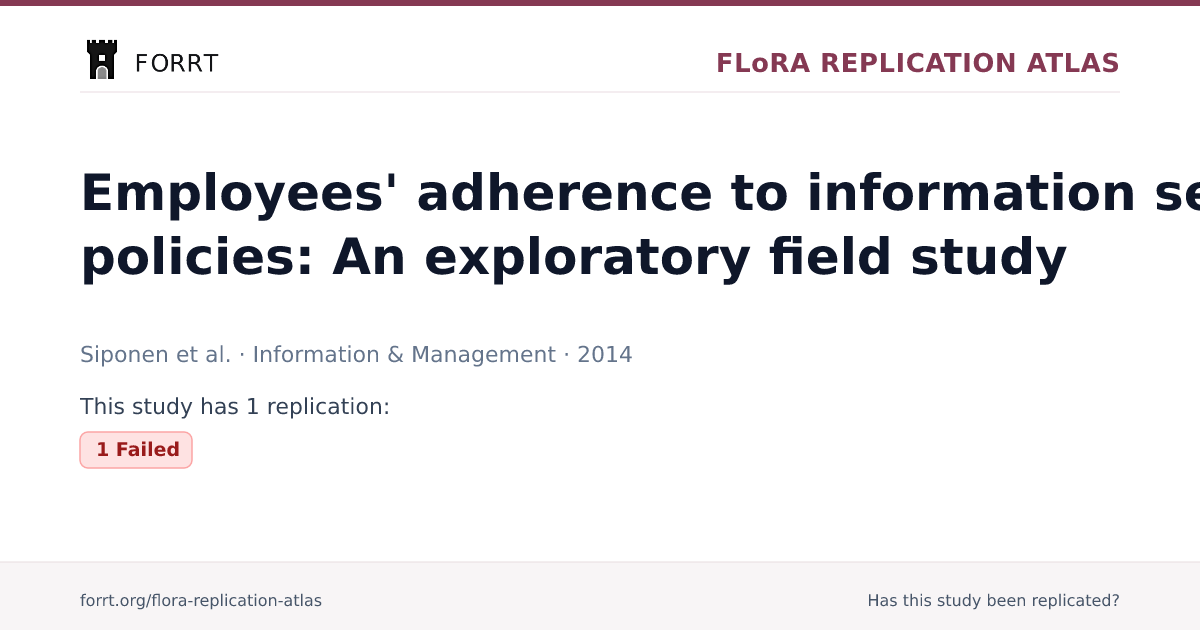 FORRT
FLoRA REPLICATION ATLAS
Employees' adherence to information se
policies: An exploratory field study
Siponen et al. · Information & Management · 2014
This study has 1 replication:
1 Failed
forrt.org/flora-replication-atlas
Has this study been replicated?